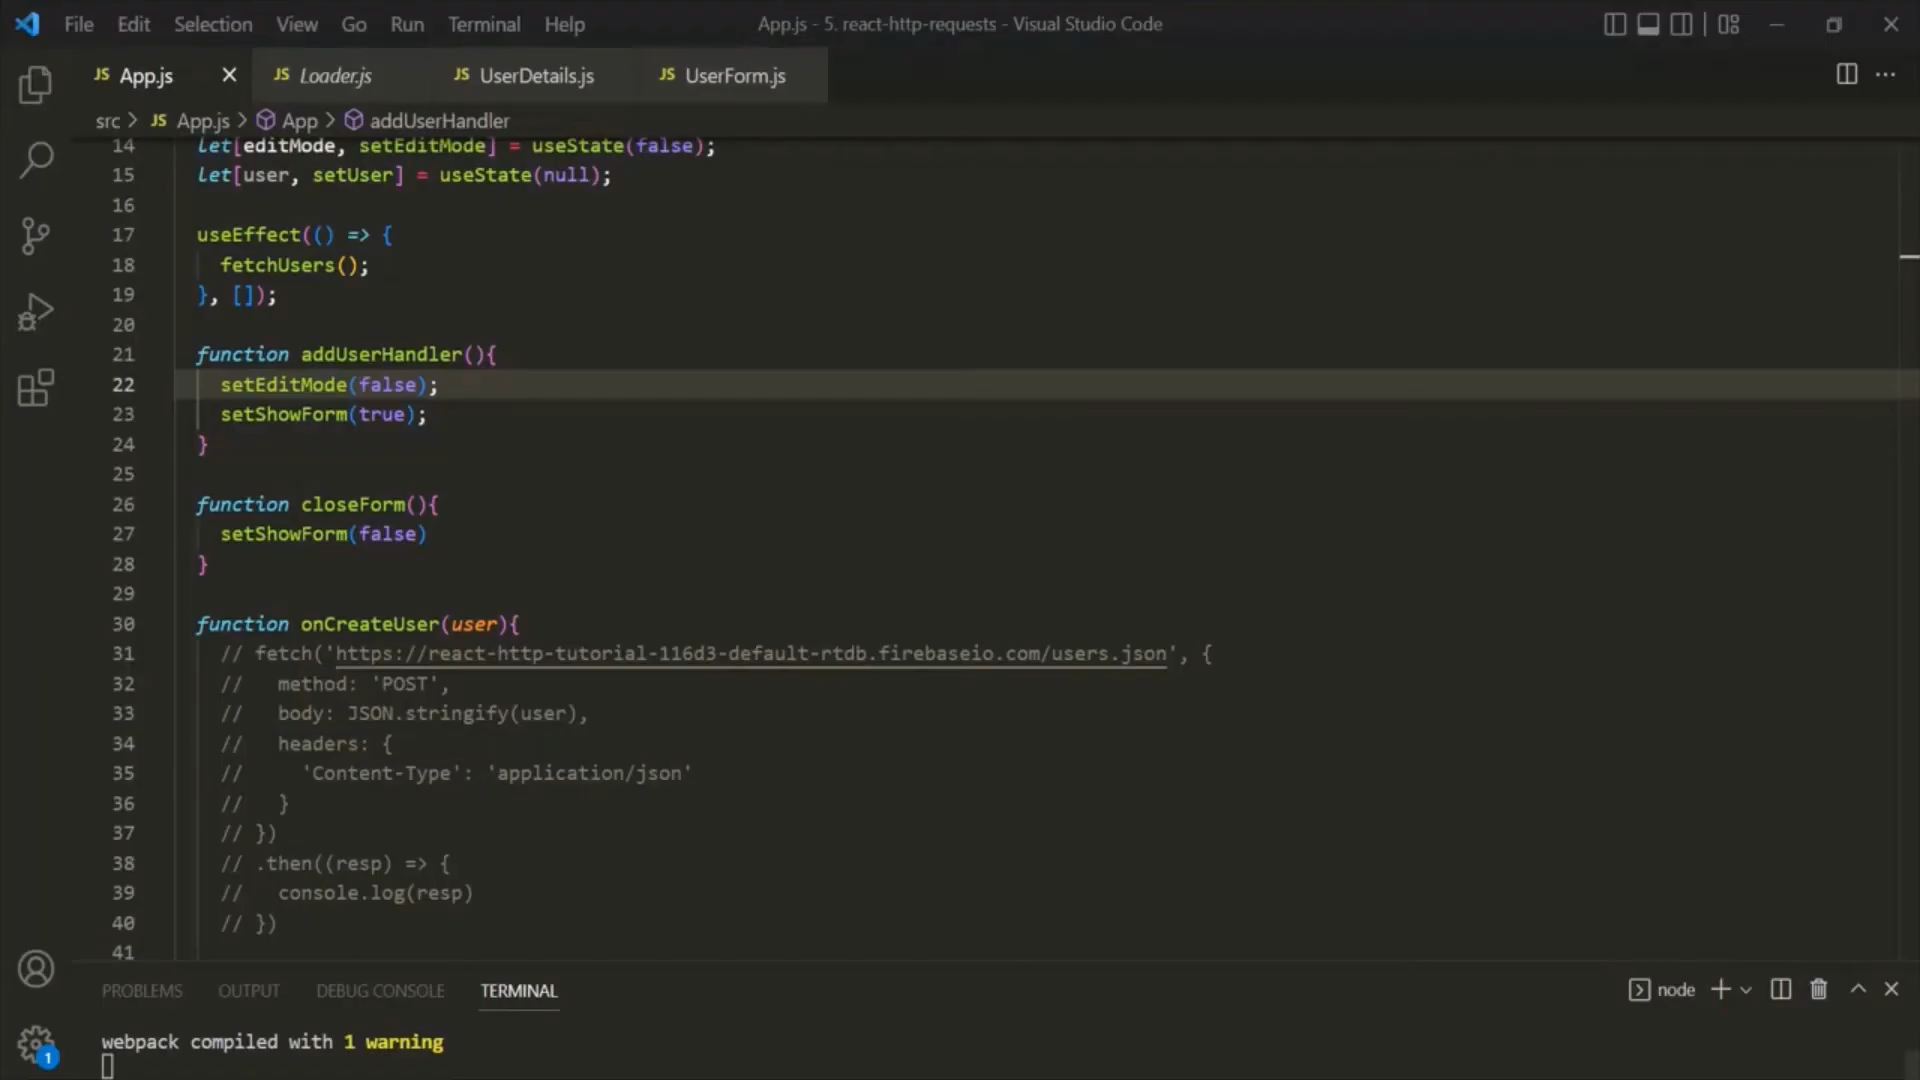 File Edit Selection View Go Run Terminal Help App.js - 5. react-http-requests - Visual Studio Code
JS App.js JS Loader.js JS UserDetails.js JS UserForm.js
src > JS App.js > App > addUserHandler
14 let[editMode, setEditMode] = useState(false);
15 let[user, setUser] = useState(null);
16
17 useEffect(() => {
18 fetchUsers();
19 }, []);
20
21 function addUserHandler(){
22 setEditMode(false);
23 setShowForm(true);
24 }
25
26 function closeForm(){
27 setShowForm(false)
28 }
29
30 function onCreateUser(user){
31 // fetch('https://react-http-tutorial-116d3-default-rtdb.firebaseio.com/users.json', {
32 // method: 'POST',
33 // body: JSON.stringify(user),
34 // headers: {
35 // 'Content-Type': 'application/json'
36 // }
37 // })
38 // .then((resp) => {
39 // console.log(resp)
40 // })
41
PROBLEMS OUTPUT DEBUG CONSOLE TERMINAL node
webpack compiled with 1 warning
1